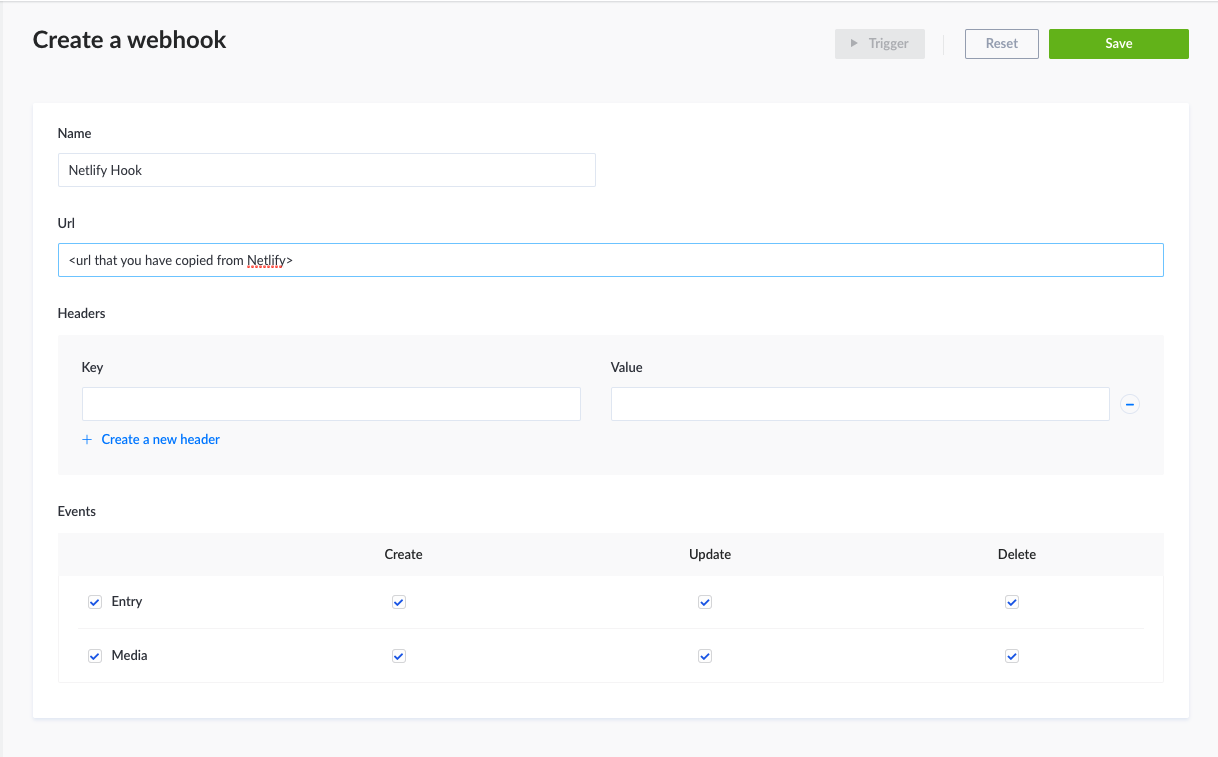 Create a webhook
Trigger
Reset
Save
Name
Netlify Hook
Url
<url that you have copied from Netlify>
Headers
Key
Value
Create a new header
Events
Create
Update
Delete
Entry
Media